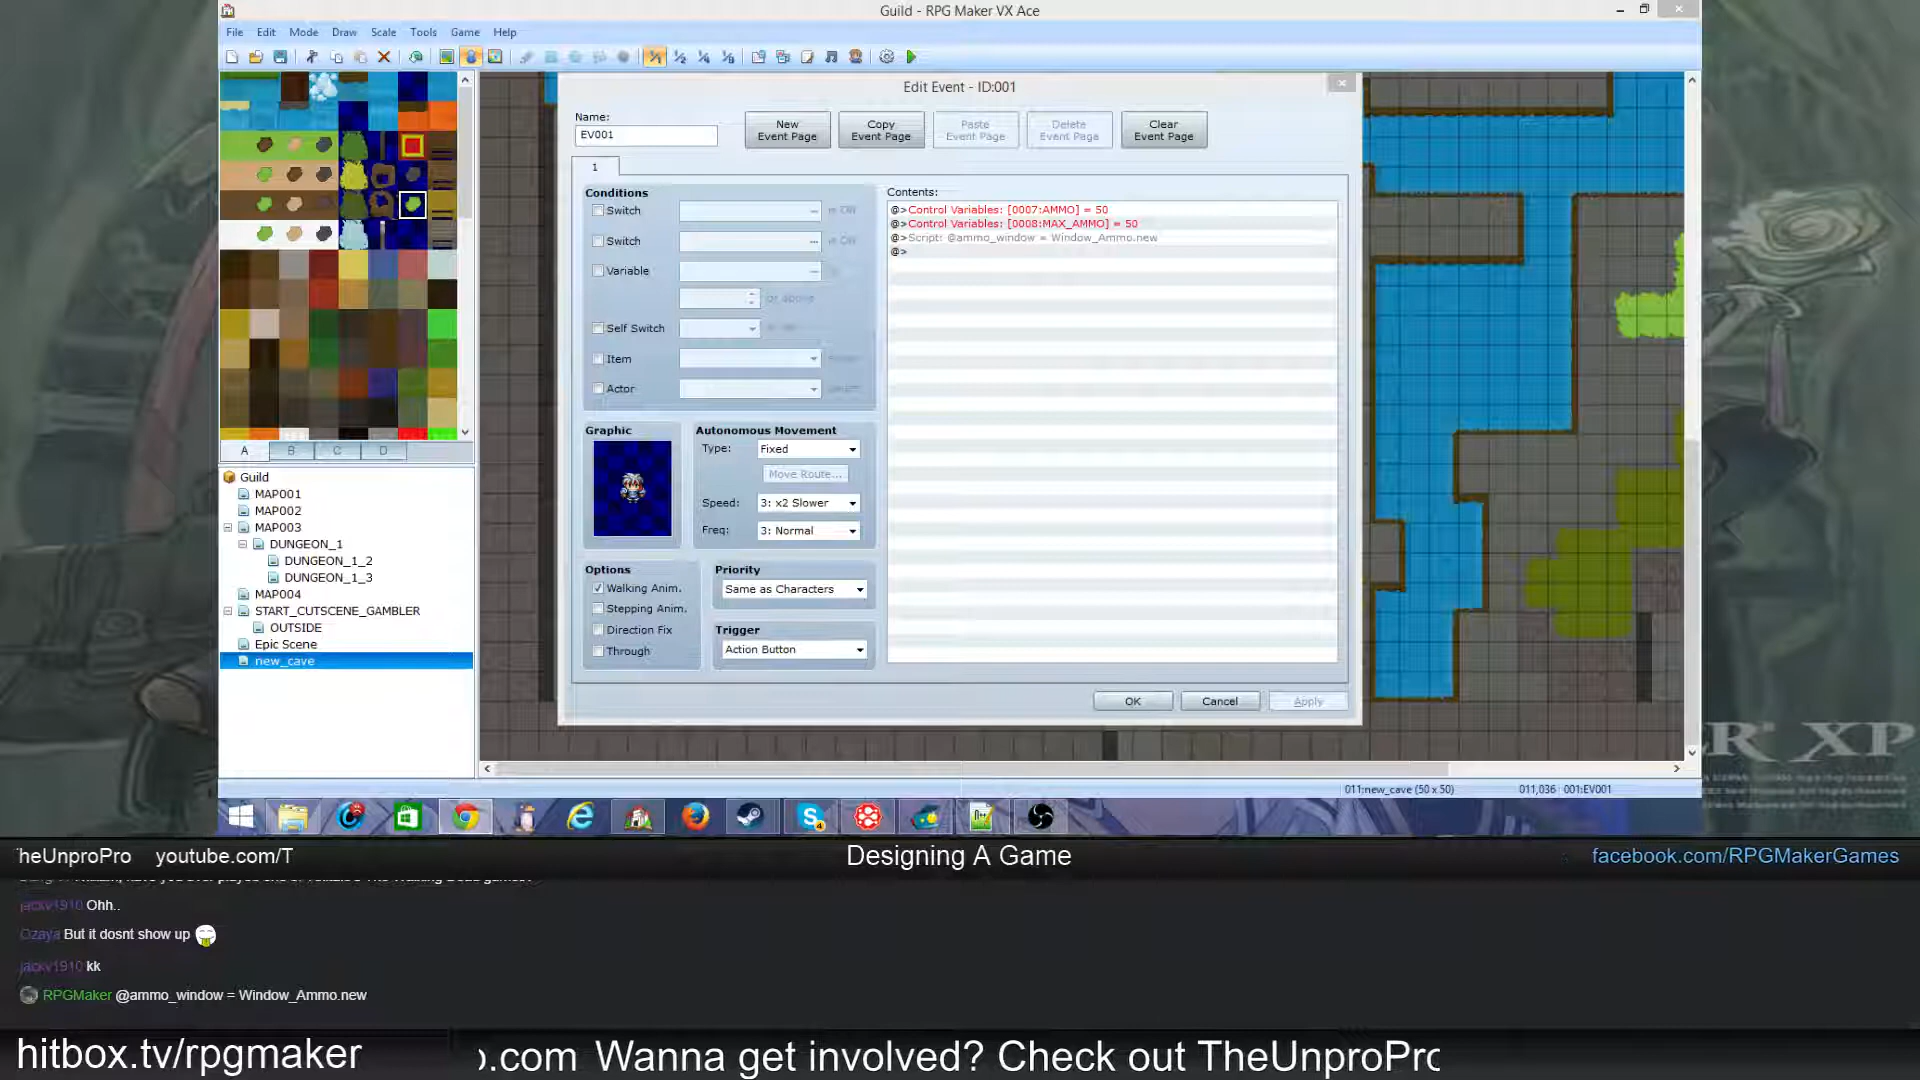 Guild - RPG Maker VX Ace
File Edit Mode Draw Scale Tools Game Help
Edit Event - ID:001
Name:
EV001
New Event Page
Copy Event Page
Paste Event Page
Delete Event Page
Clear Event Page
1
Conditions
Switch
Switch
Variable
or above
Self Switch
Item
Actor
Contents:
@>Control Variables: [0007:AMMO] = 50
@>Control Variables: [0008:MAX_AMMO] = 50
@>Script: @ammo_window = Window_Ammo.new
@>
Graphic
Autonomous Movement
Type: Fixed
Move Route...
Speed: 3: x2 Slower
Freq: 3: Normal
Options
Walking Anim.
Stepping Anim.
Direction Fix
Through
Priority
Same as Characters
Trigger
Action Button
OK Cancel Apply
A B C D
Guild
MAP001
MAP002
MAP003
DUNGEON_1
DUNGEON_1_2
DUNGEON_1_3
MAP004
START_CUTSCENE_GAMBLER
OUTSIDE
Epic Scene
new_cave
011:new_cave (50 x 50) 011,036 001:EV001
R XP
heUnproPro youtube.com/T
Designing A Game
facebook.com/RPGMakerGames
jackv1910 Ohh..
Ozaya But it dosnt show up
jackv1910 kk
RPGMaker @ammo_window = Window_Ammo.new
hitbox.tv/rpgmaker
.com Wanna get involved? Check out TheUnproPro